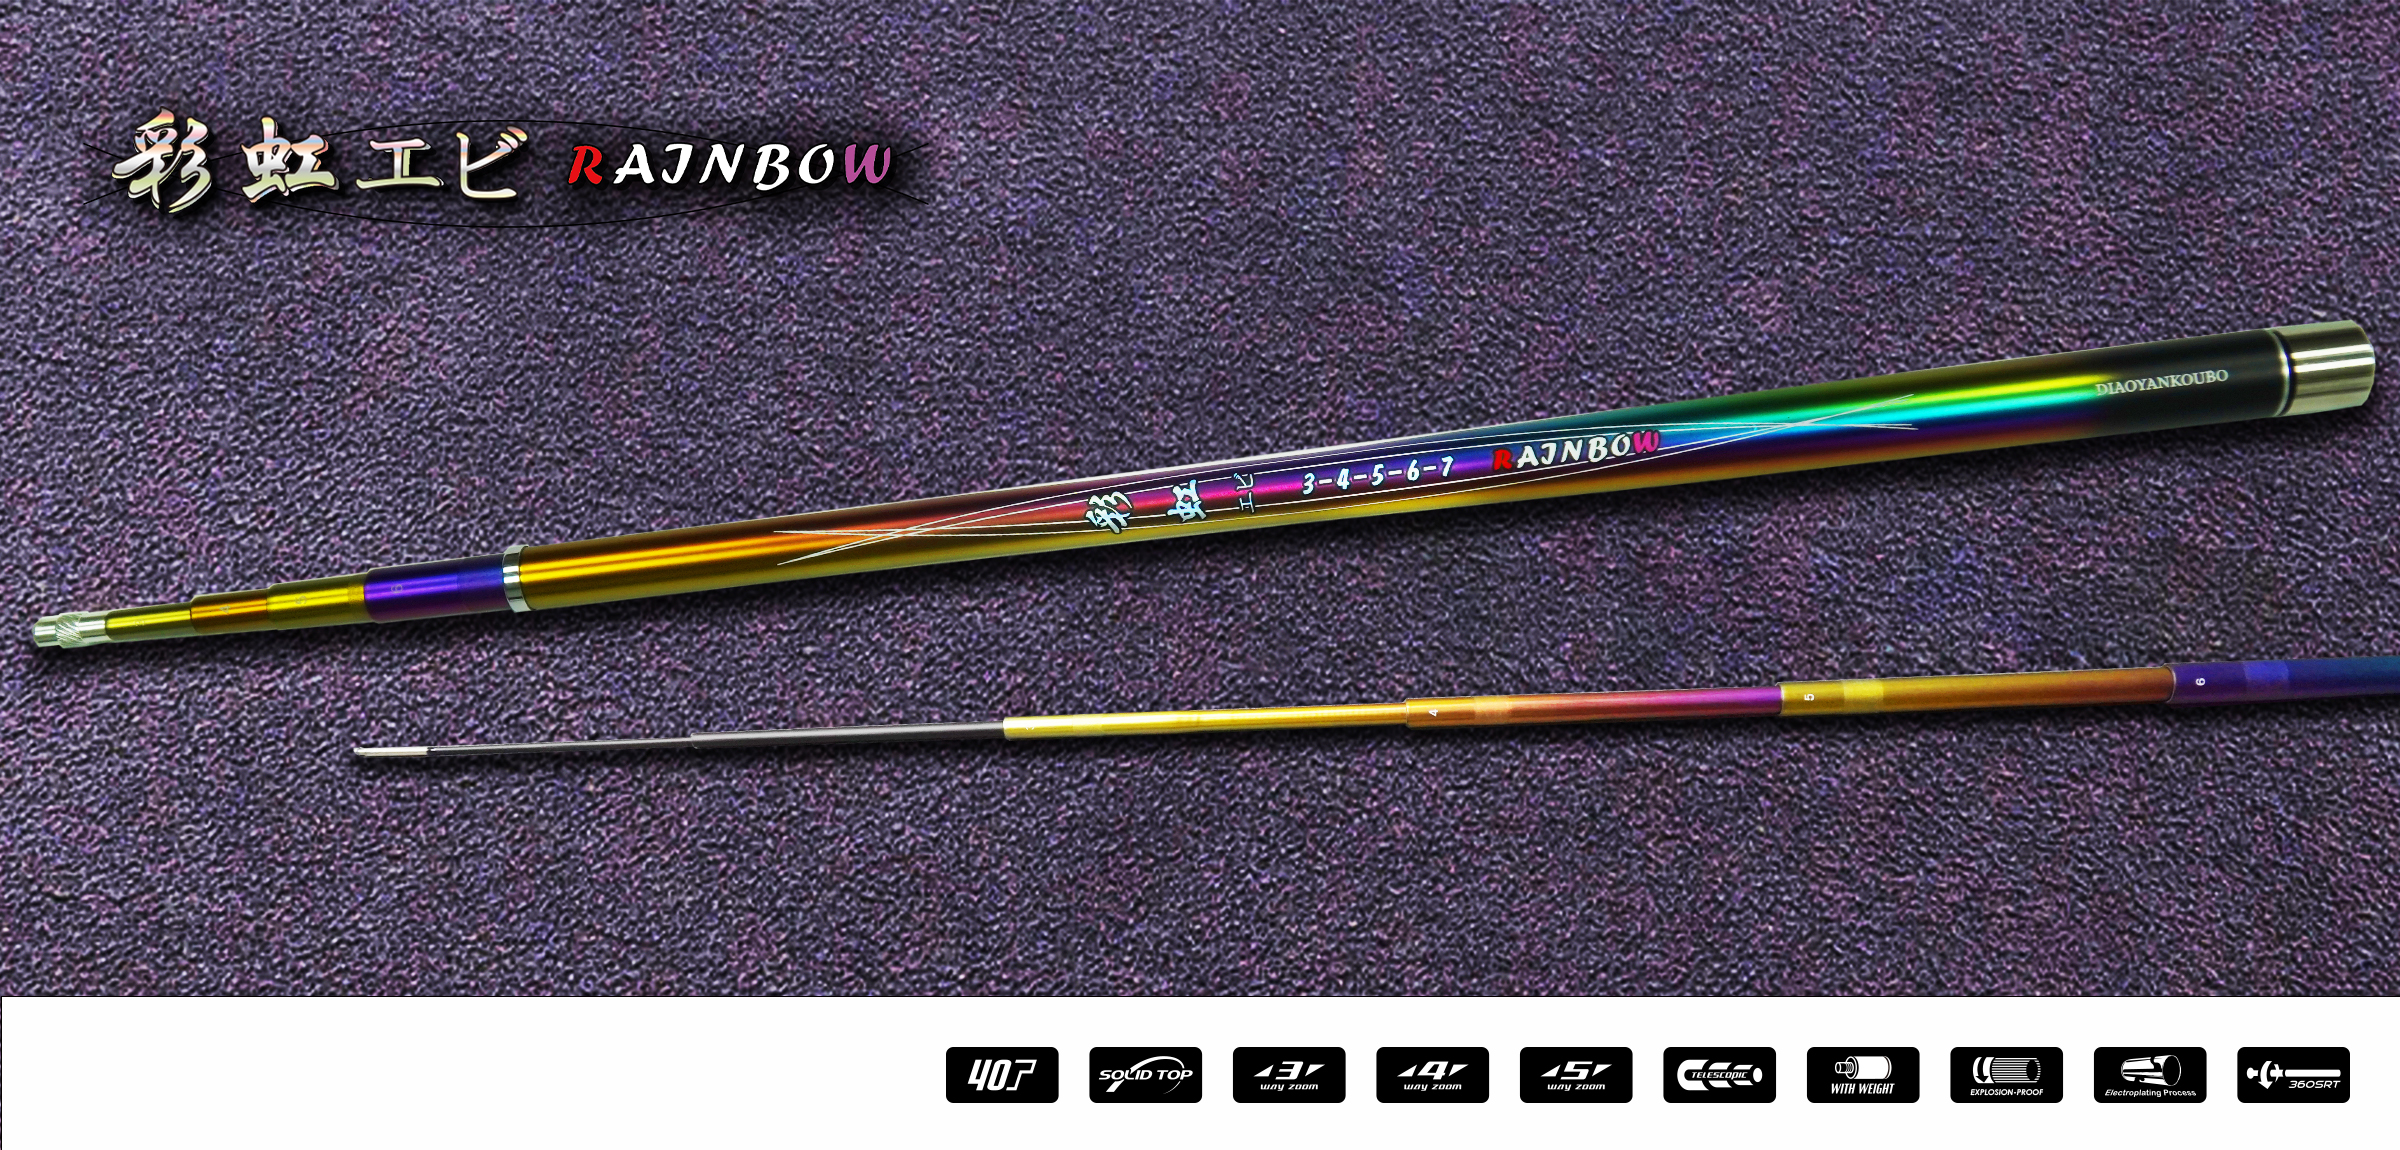 彩虹エビ RAINBOW
彩虹エビ 3-4-5-6-7 RAINBOW
DIAOYANKOUBO
6
5
4
4
5
6
40T
SOLID TOP
3 WAY ZOOM
4 WAY ZOOM
5 WAY ZOOM
TELESCOPIC
WITH WEIGHT
EXPLOSION-PROOF
Electroplating Process
360SRT